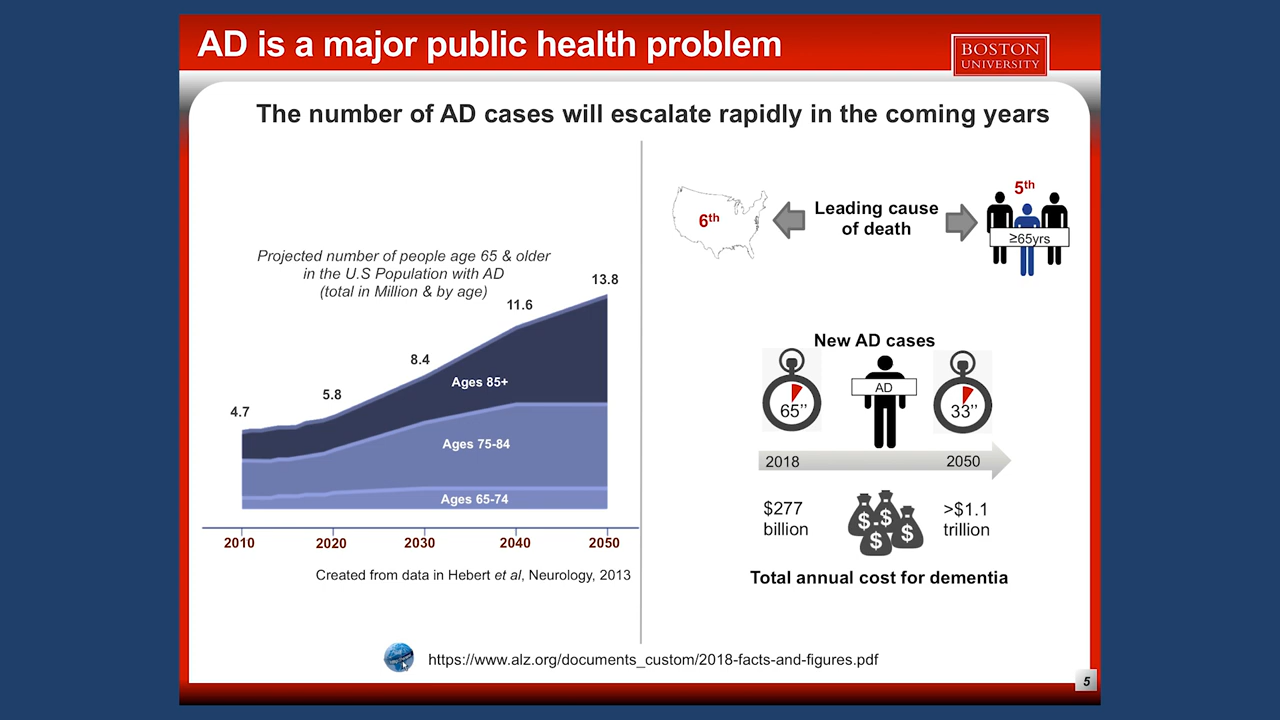 AD is a major public health problem
BOSTON
UNIVERSITY
The number of AD cases will escalate rapidly in the coming years
Projected number of people age 65 & older
in the U.S Population with AD
(total in Million & by age)
4.7
5.8
8.4
11.6
13.8
Ages 85+
Ages 75-84
Ages 65-74
2010
2020
2030
2040
2050
Created from data in Hebert et al, Neurology, 2013
6th
Leading cause
of death
5th
≥65yrs
New AD cases
65’’
AD
33’’
2018
2050
$277
billion
$
$
$
$
>$1.1
trillion
Total annual cost for dementia
https://www.alz.org/documents_custom/2018-facts-and-figures.pdf
5